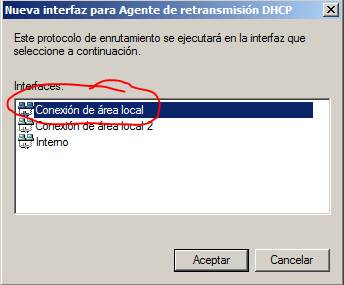 Nueva interfaz para Agente de retransmisión DHCP
Este protocolo de enrutamiento se ejecutará en la interfaz que
seleccione a continuación.
Interfaces:
Conexión de área local
Conexión de área local 2
Interno
Aceptar
Cancelar